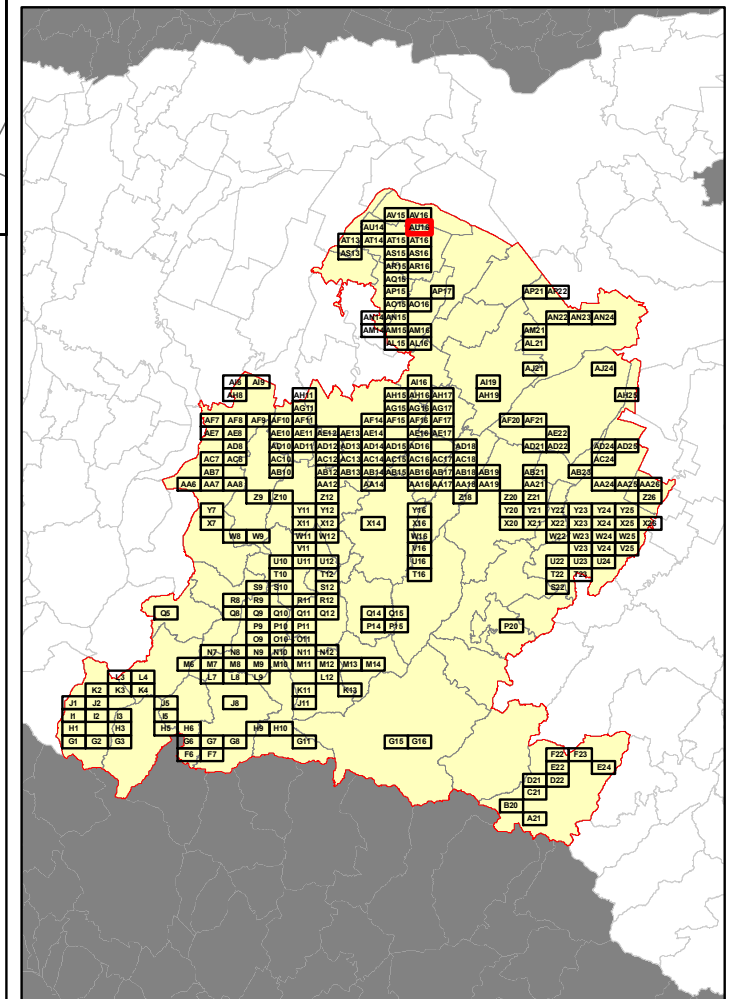 AV15 AV16
AU14 AU16
AT13 AT14 AT15 AT16
AS13 AS15 AS16
AR15 AR16
AQ15
AP15 AP17 AP21 AP22
AO15 AO16
AN14 AN15 AN22 AN23 AN24
AM14 AM15 AM16 AM21
AL15 AL16 AL21
AJ21 AJ24
AI8 AI9 AI16 AI19
AH8 AH11 AH15 AH16 AH17 AH19 AH25
AG11 AG15 AG16 AG17
AF7 AF8 AF9 AF10 AF11 AF14 AF15 AF16 AF17 AF20 AF21
AE7 AE8 AE10 AE11 AE12 AE13 AE14 AE16 AE17 AE22
AD8 AD10 AD11 AD12 AD13 AD14 AD15 AD16 AD18 AD21 AD22 AD24 AD25
AC7 AC8 AC10 AC12 AC13 AC14 AC15 AC16 AC17 AC18 AC24
AB7 AB10 AB12 AB13 AB14 AB15 AB16 AB17 AB18 AB19 AB21 AB23
AA6 AA7 AA8 AA12 AA14 AA16 AA17 AA18 AA19 AA21 AA24 AA25 AA26
Z9 Z10 Z12 Z18 Z20 Z21 Z26
Y7 Y11 Y12 Y16 Y20 Y21 Y22 Y23 Y24 Y25
X7 X11 X12 X14 X16 X20 X21 X22 X23 X24 X25 X26
W8 W9 W11 W12 W16 W22 W23 W24 W25
V11 V16 V23 V24 V25
U10 U11 U12 U16 U22 U23 U24
T10 T12 T16 T22 T23
S9 S10 S12 S22
R8 R9 R11 R12
Q5 Q8 Q9 Q10 Q11 Q12 Q14 Q15
P9 P10 P11 P14 P15 P20
O9 O10 O11
N7 N8 N9 N10 N11 N12
M6 M7 M8 M9 M10 M11 M12 M13 M14
L3 L4 L7 L8 L9 L12
K2 K3 K4 K11 K13
J1 J2 J5 J8 J11
I1 I2 I3 I5
H1 H3 H5 H6 H9 H10
G1 G2 G3 G6 G7 G8 G11 G15 G16
F6 F7 F22 F23
E22 E24
D21 D22
C21
B20
A21